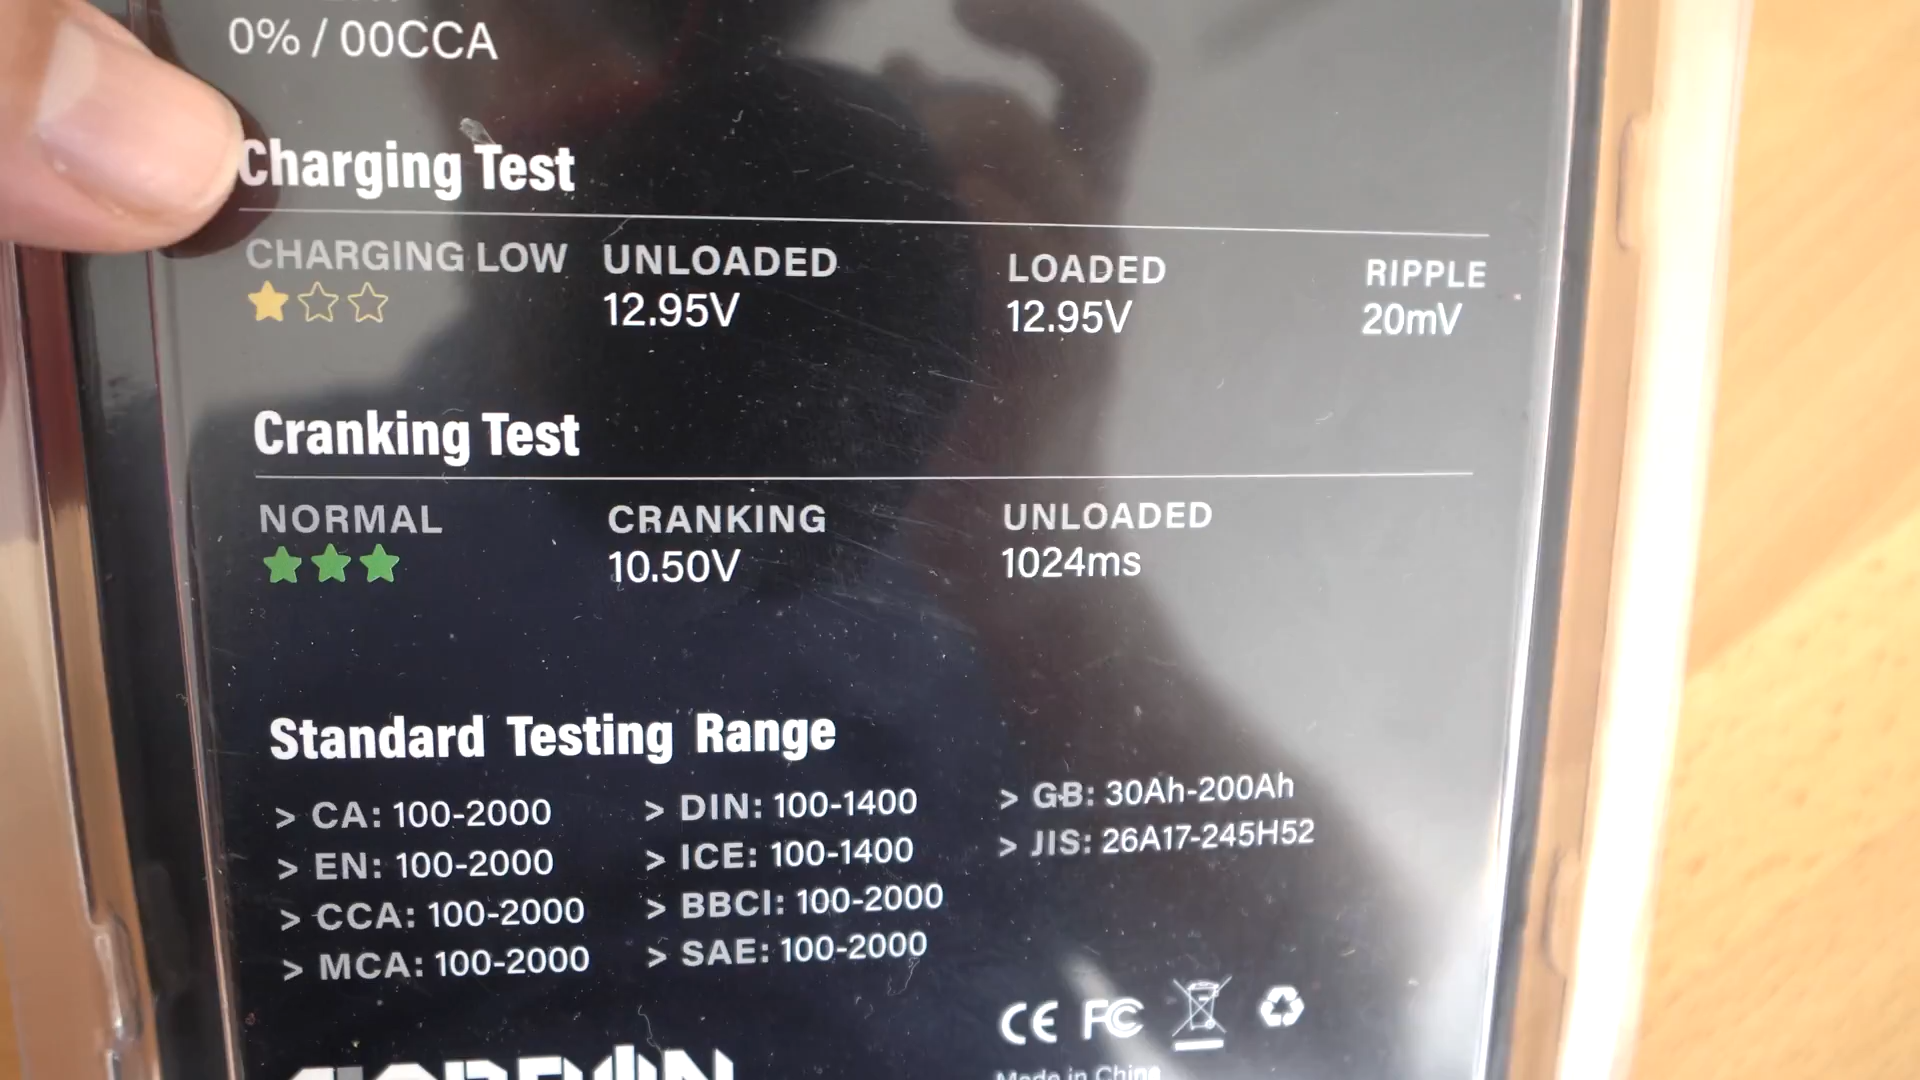 0% / 00CCA
Charging Test
CHARGING LOW UNLOADED LOADED RIPPLE
12.95V 12.95V 20mV
Cranking Test
NORMAL CRANKING UNLOADED
10.50V 1024ms
Standard Testing Range
> CA: 100-2000 > DIN: 100-1400 > GB: 30Ah-200Ah
> EN: 100-2000 > ICE: 100-1400 > JIS: 26A17-245H52
> CCA: 100-2000 > BBCI: 100-2000
> MCA: 100-2000 > SAE: 100-2000
CE FC
Made in China